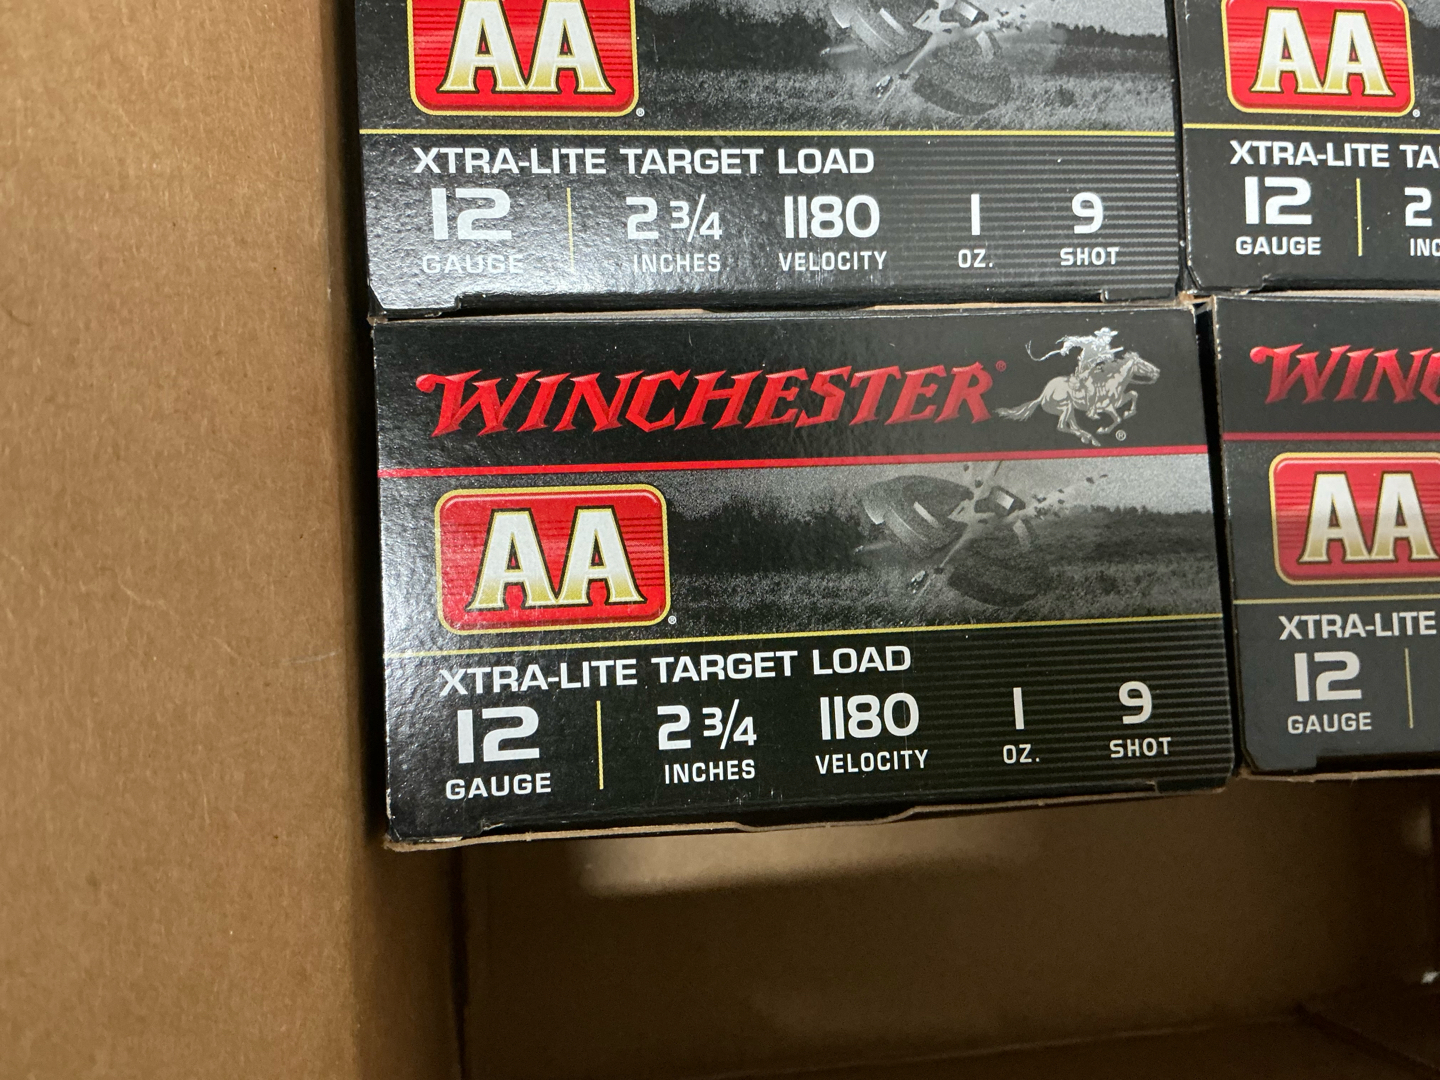 AA
XTRA-LITE TARGET LOAD
12 2 3/4 1180 1 9
GAUGE INCHES VELOCITY OZ. SHOT
AA
XTRA-LITE TA
12 2
GAUGE INC
WINCHESTER®
AA®
XTRA-LITE TARGET LOAD
12 2 3/4 1180 1 9
GAUGE INCHES VELOCITY OZ. SHOT
WINC
AA
XTRA-LITE
12
GAUGE